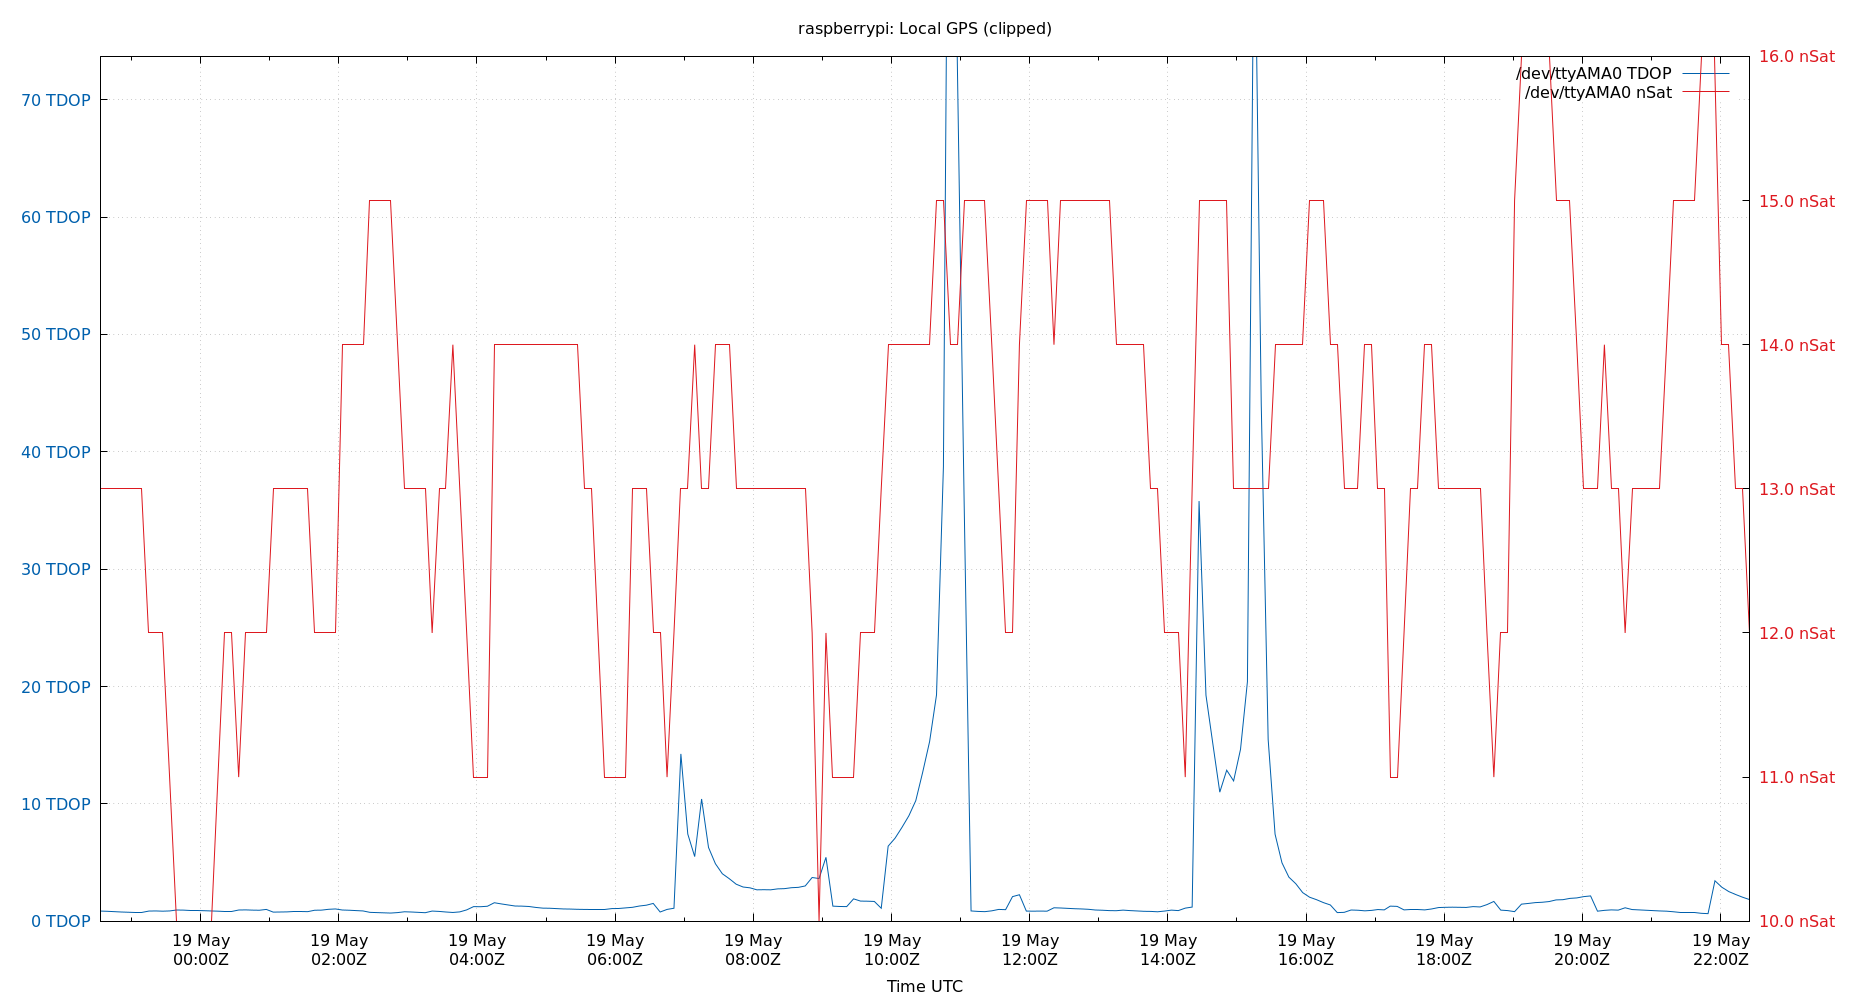 raspberrypi: Local GPS (clipped)
16.0 nSat
/dev/ttyAMA0 TDOP
/dev/ttyAMA0 nSat
70 TDOP
60 TDOP
15.0 nSat
50 TDOP
14.0 nSat
40 TDOP
13.0 nSat
30 TDOP
12.0 nSat
20 TDOP
11.0 nSat
10 TDOP
0 TDOP
10.0 nSat
19 May 19 May 19 May 19 May 19 May 19 May 19 May 19 May 19 May 19 May 19 May 19 May
00:00Z 02:00Z 04:00Z 06:00Z 08:00Z 10:00Z 12:00Z 14:00Z 16:00Z 18:00Z 20:00Z 22:00Z
Time UTC